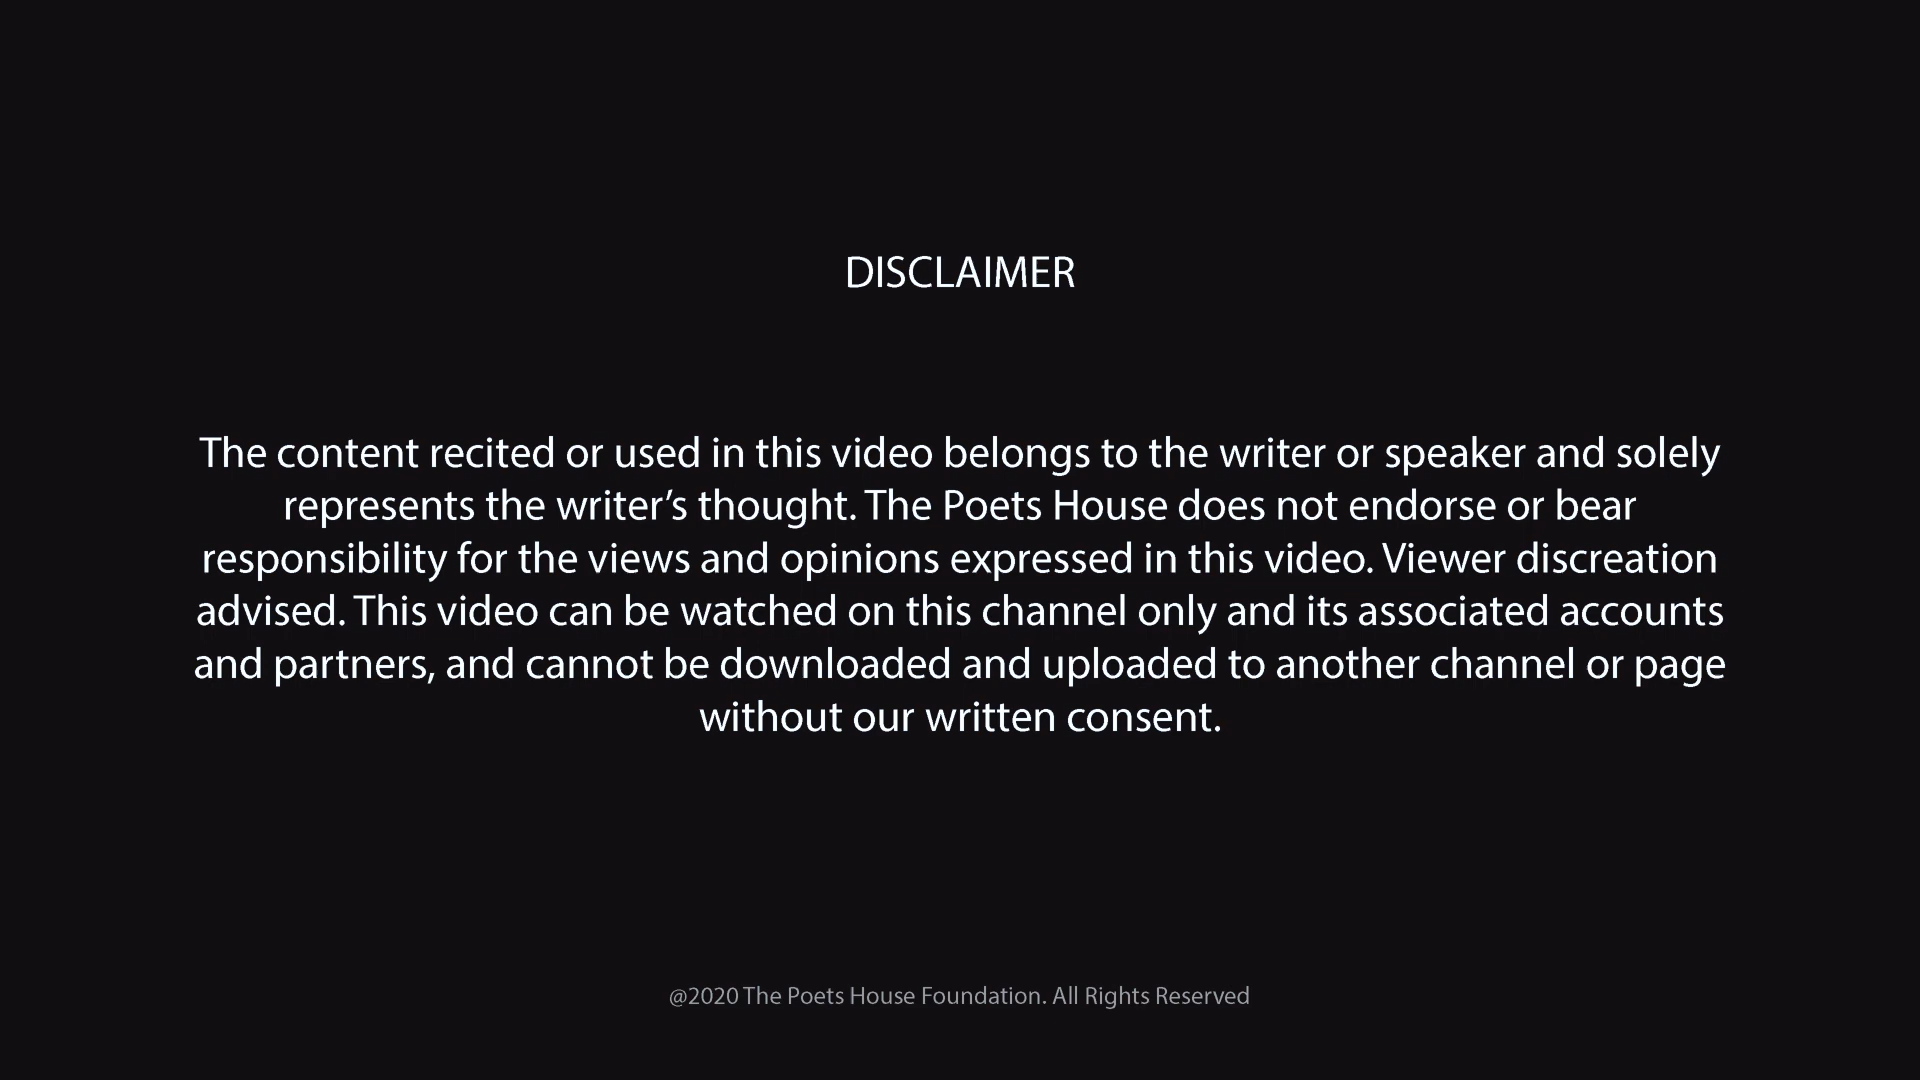 DISCLAIMER
The content recited or used in this video belongs to the writer or speaker and solely
represents the writer’s thought. The Poets House does not endorse or bear
responsibility for the views and opinions expressed in this video. Viewer discreation
advised. This video can be watched on this channel only and its associated accounts
and partners, and cannot be downloaded and uploaded to another channel or page
without our written consent.
@2020 The Poets House Foundation. All Rights Reserved